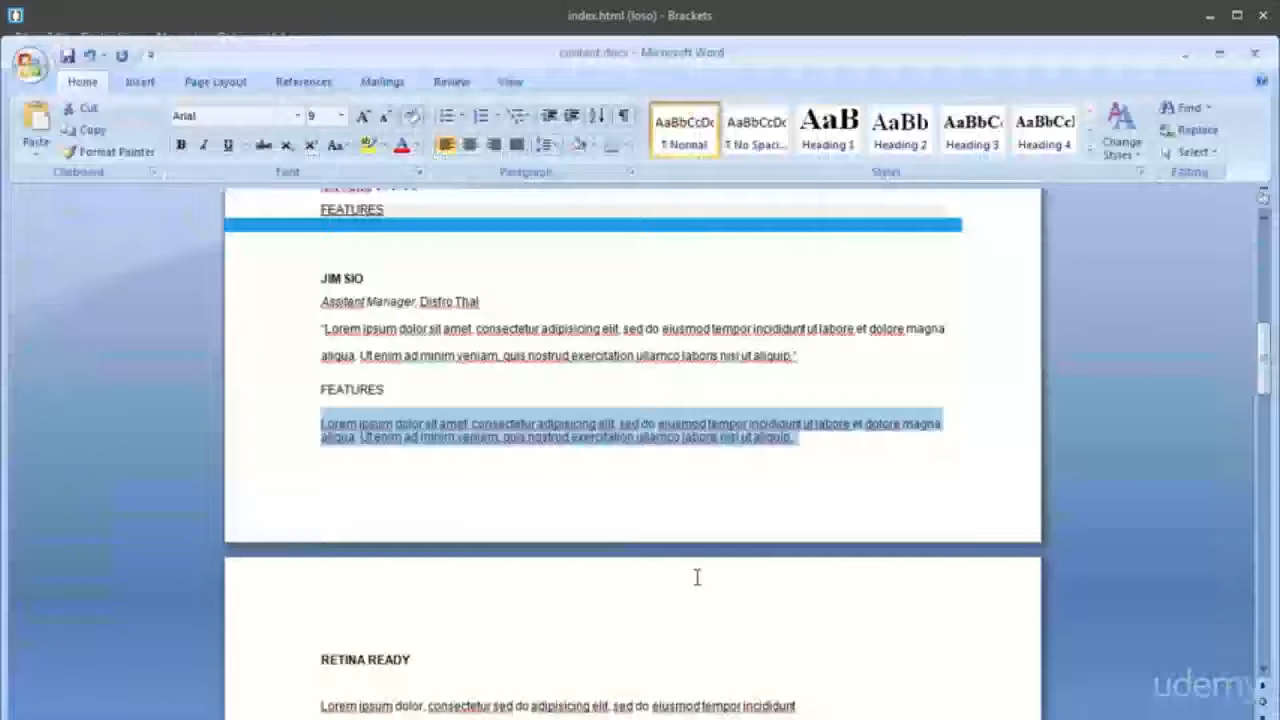 index.html (loso) - Brackets
content.docx - Microsoft Word
Home Insert Page Layout References Mailings Review View
Paste
Cut
Copy
Format Painter
Clipboard
Arial 9
Font
Paragraph
AaBbCcDc AaBbCcDc AaB AaBb AaBbC AaBbCcI
¶ Normal ¶ No Spaci... Heading 1 Heading 2 Heading 3 Heading 4
Change
Styles
Styles
Find
Replace
Select
Editing
FEATURES
JIM SIO
Assitant Manager, Distro Thai
"Lorem ipsum dolor sit amet, consectetur adipisicing elit, sed do eiusmod tempor incididunt ut labore et dolore magna
aliqua. Ut enim ad minim veniam, quis nostrud exercitation ullamco laboris nisi ut aliquip."
FEATURES
Lorem ipsum dolor sit amet, consectetur adipisicing elit, sed do eiusmod tempor incididunt ut labore et dolore magna
aliqua. Ut enim ad minim veniam, quis nostrud exercitation ullamco laboris nisi ut aliquip.
RETINA READY
Lorem ipsum dolor, consectetur sed do adipisicing elit, sed do eiusmod tempor incididunt
udemy